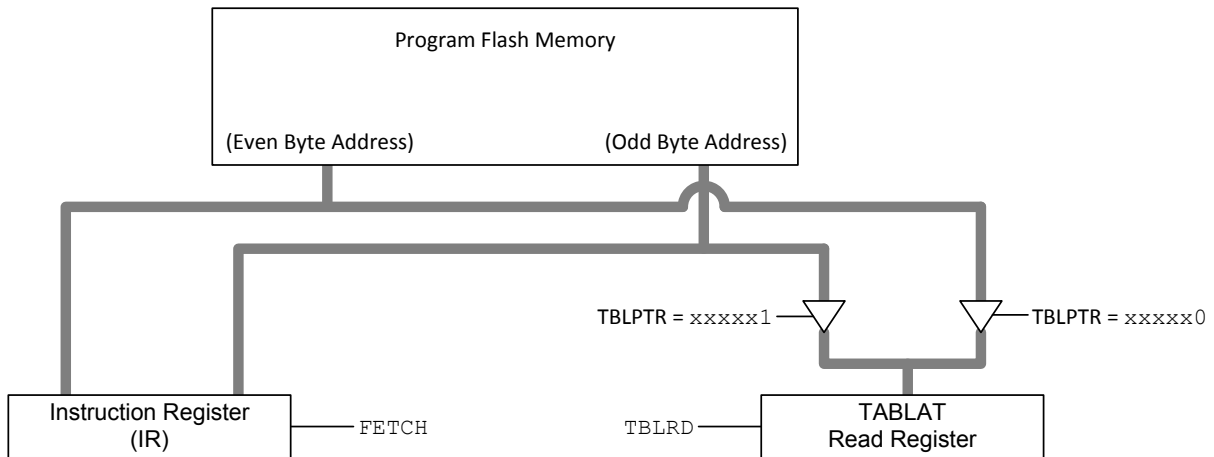 Program Flash Memory
(Even Byte Address)
(Odd Byte Address)
TBLPTR = xxxxx1
TBLPTR = xxxxx0
Instruction Register
(IR)
FETCH
TBLRD
TABLAT
Read Register